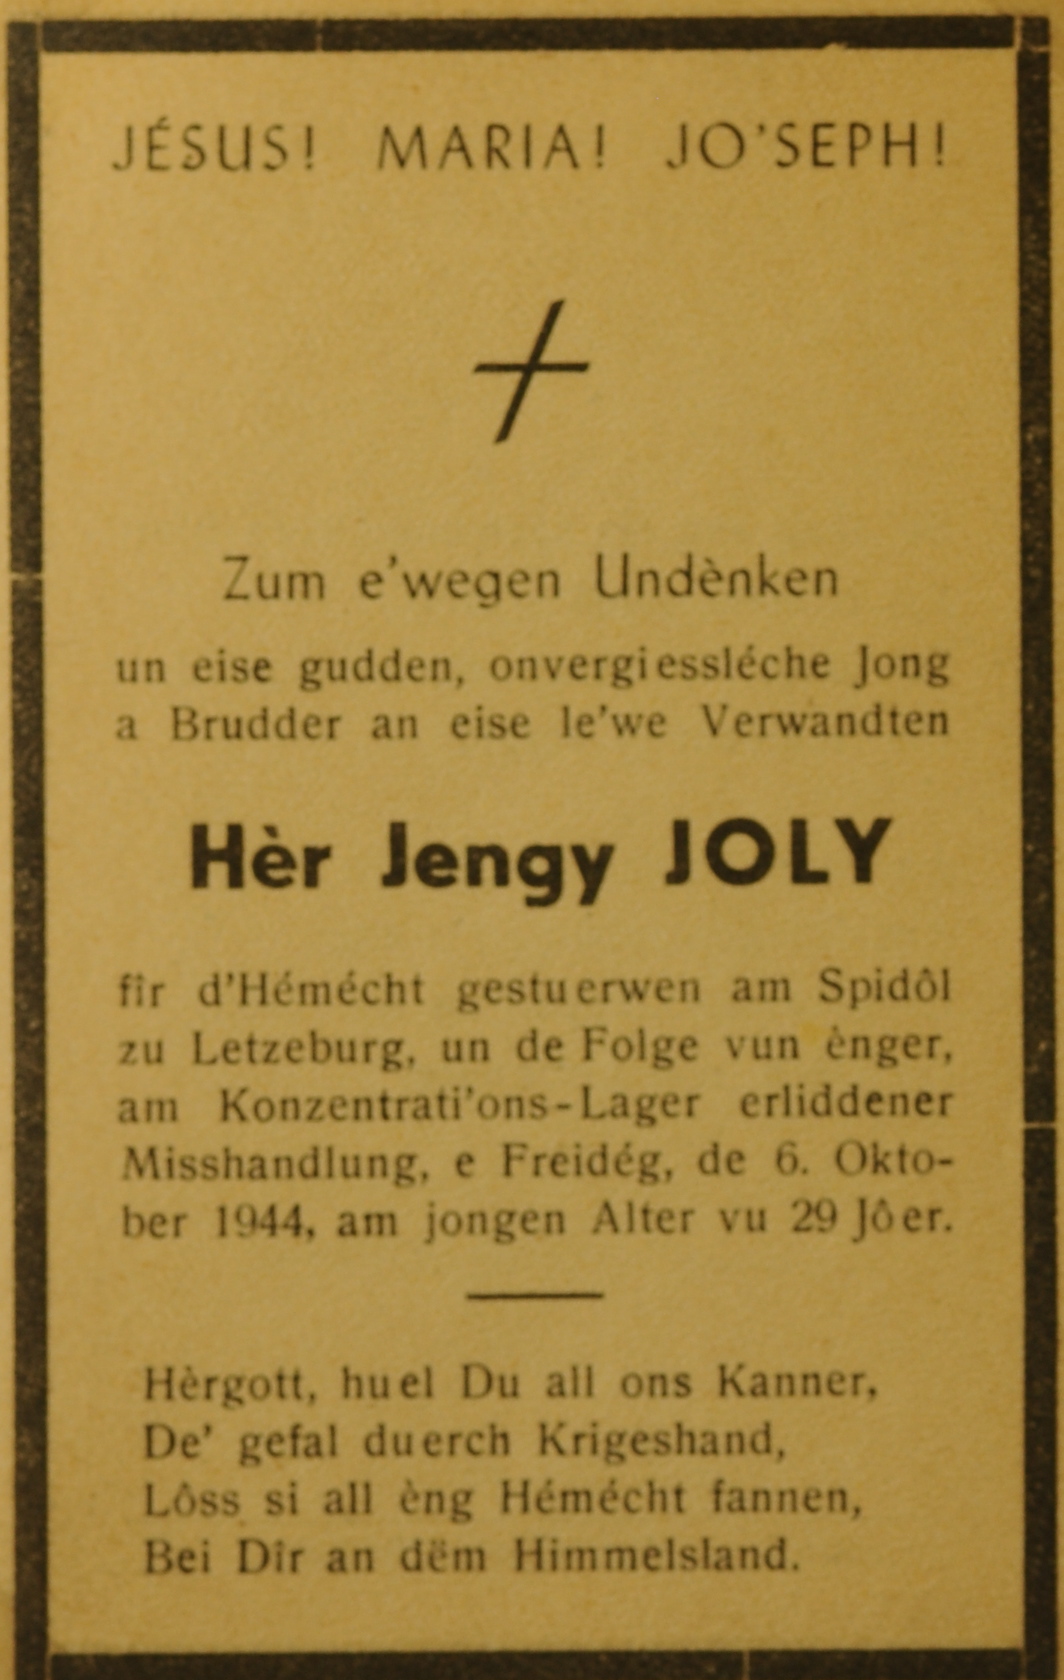 JÉSUS! MARIA! JO'SEPH!
Zum e'wegen Undènken
un eise gudden, onvergiessléche Jong
a Brudder an eise le'we Verwandten
Hèr Jengy JOLY
fîr d'Hémécht gestuerwen am Spidôl
zu Letzeburg, un de Folge vun ènger,
am Konzentrati'ons-Lager erliddener
Misshandlung, e Freidég, de 6. Okto-
ber 1944, am jongen Alter vu 29 Jôer.
Hèrgott, huel Du all ons Kanner,
De' gefal duerch Krigeshand,
Lôss si all èng Hémécht fannen,
Bei Dîr an dëm Himmelsland.